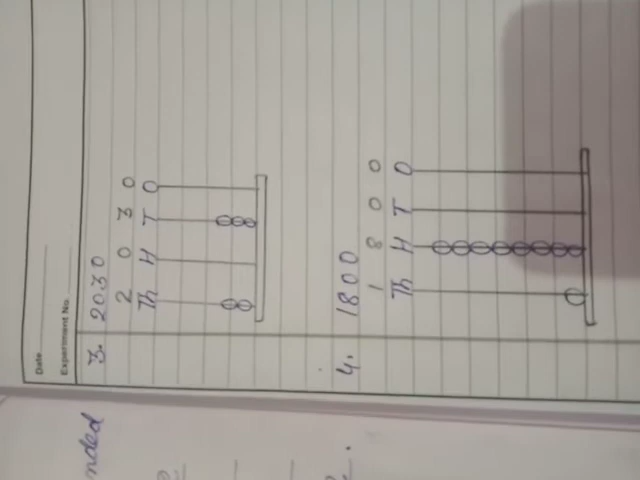 Date
Experiment No.
3. 2030
2 0 3 0
Th H T O
4. 1800
1 8 0 0
Th H T O
nded